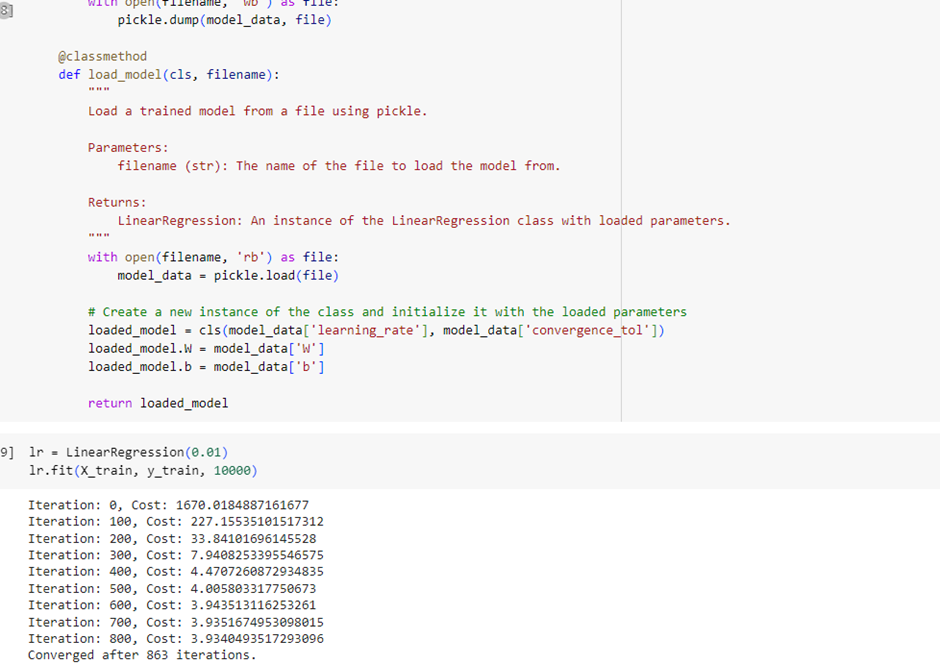 8]
with open(filename, 'wb') as file:
pickle.dump(model_data, file)
@classmethod
def load_model(cls, filename):
"""
Load a trained model from a file using pickle.
Parameters:
filename (str): The name of the file to load the model from.
Returns:
LinearRegression: An instance of the LinearRegression class with loaded parameters.
"""
with open(filename, 'rb') as file:
model_data = pickle.load(file)
# Create a new instance of the class and initialize it with the loaded parameters
loaded_model = cls(model_data['learning_rate'], model_data['convergence_tol'])
loaded_model.W = model_data['W']
loaded_model.b = model_data['b']
return loaded_model
9] lr = LinearRegression(0.01)
lr.fit(X_train, y_train, 10000)
Iteration: 0, Cost: 1670.0184887161677
Iteration: 100, Cost: 227.15535101517312
Iteration: 200, Cost: 33.84101696145528
Iteration: 300, Cost: 7.9408253395546575
Iteration: 400, Cost: 4.4707260872934835
Iteration: 500, Cost: 4.005803317750673
Iteration: 600, Cost: 3.943513116253261
Iteration: 700, Cost: 3.9351674953098015
Iteration: 800, Cost: 3.9340493517293096
Converged after 863 iterations.